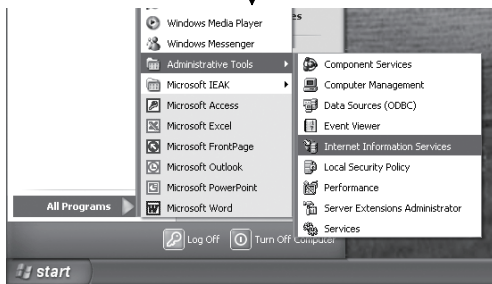 es
Windows Media Player
Windows Messenger
Administrative Tools
Microsoft IEAK
Microsoft Access
Microsoft Excel
Microsoft FrontPage
Microsoft Outlook
Microsoft PowerPoint
Microsoft Word
Component Services
Computer Management
Data Sources (ODBC)
Event Viewer
Internet Information Services
Local Security Policy
Performance
Server Extensions Administrator
Services
All Programs
Log Off Turn Off Computer
start